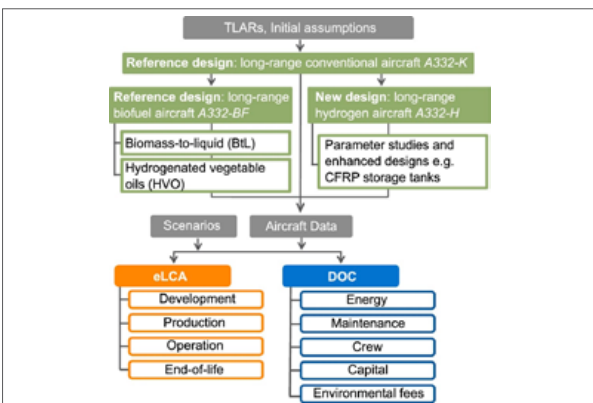 TLARs, Initial assumptions
Reference design: long-range conventional aircraft A332-K
Reference design: long-range
biofuel aircraft A332-BF
Biomass-to-liquid (BtL)
Hydrogenated vegetable
oils (HVO)
New design: long-range
hydrogen aircraft A332-H
Parameter studies and
enhanced designs e.g.
CFRP storage tanks
Scenarios
Aircraft Data
eLCA
Development
Production
Operation
End-of-life
DOC
Energy
Maintenance
Crew
Capital
Environmental fees